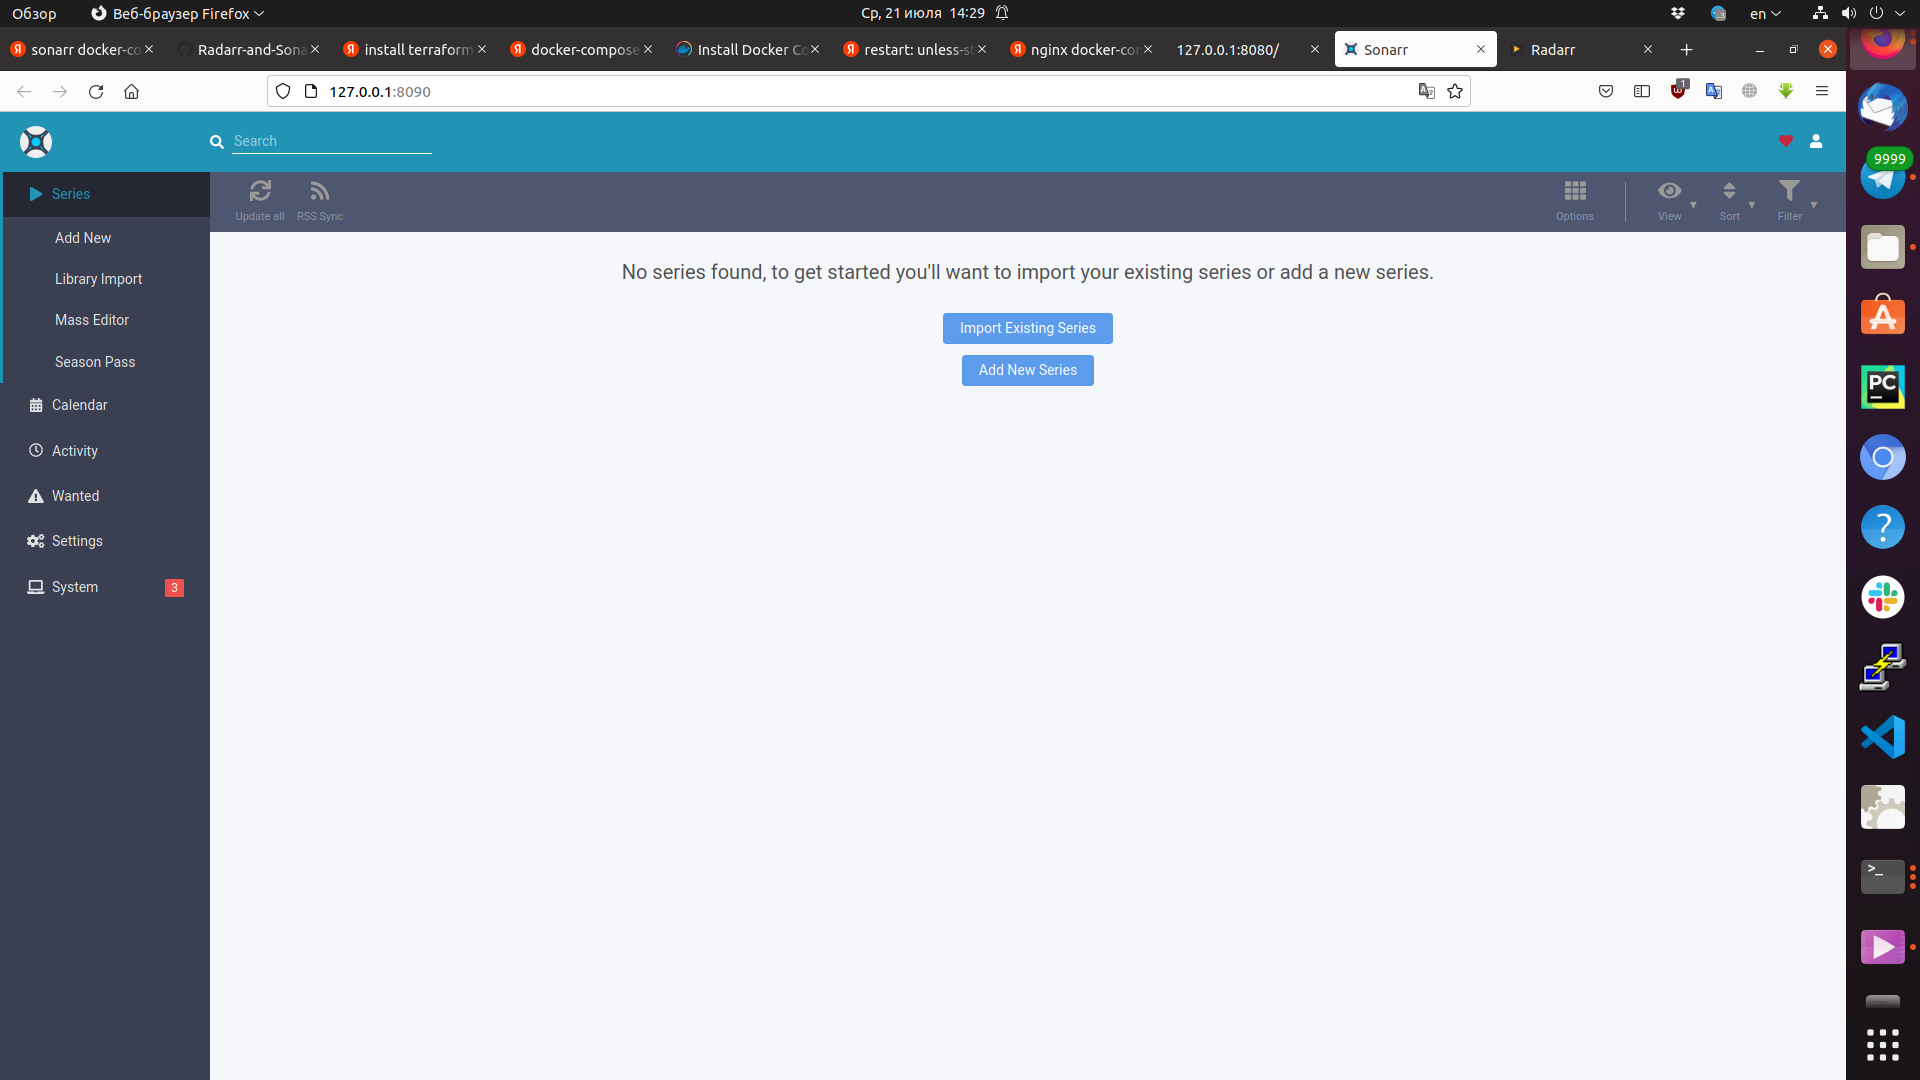 Обзор
Веб-браузер Firefox
Ср, 21 июля 14:29
en
sonarr docker-co
Radarr-and-Sona
install terraform
docker-compose
Install Docker Co
restart: unless-st
nginx docker-con
127.0.0.1:8080/
Sonarr
Radarr
127.0.0.1:8090
1
9999
Search
Series
Add New
Library Import
Mass Editor
Season Pass
Calendar
Activity
Wanted
Settings
System
3
Update all
RSS Sync
Options
View
Sort
Filter
No series found, to get started you'll want to import your existing series or add a new series.
Import Existing Series
Add New Series
PC